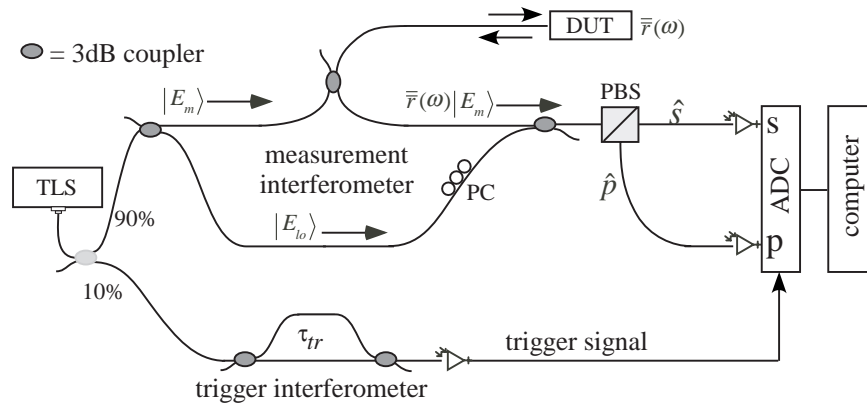 DUT
r̿(ω)
= 3dB coupler
|E_m⟩
r̿(ω)|E_m⟩
PBS
ŝ
s
measurement
interferometer
PC
p̂
ADC
computer
TLS
90%
|E_lo⟩
p
10%
τ_tr
trigger signal
trigger interferometer